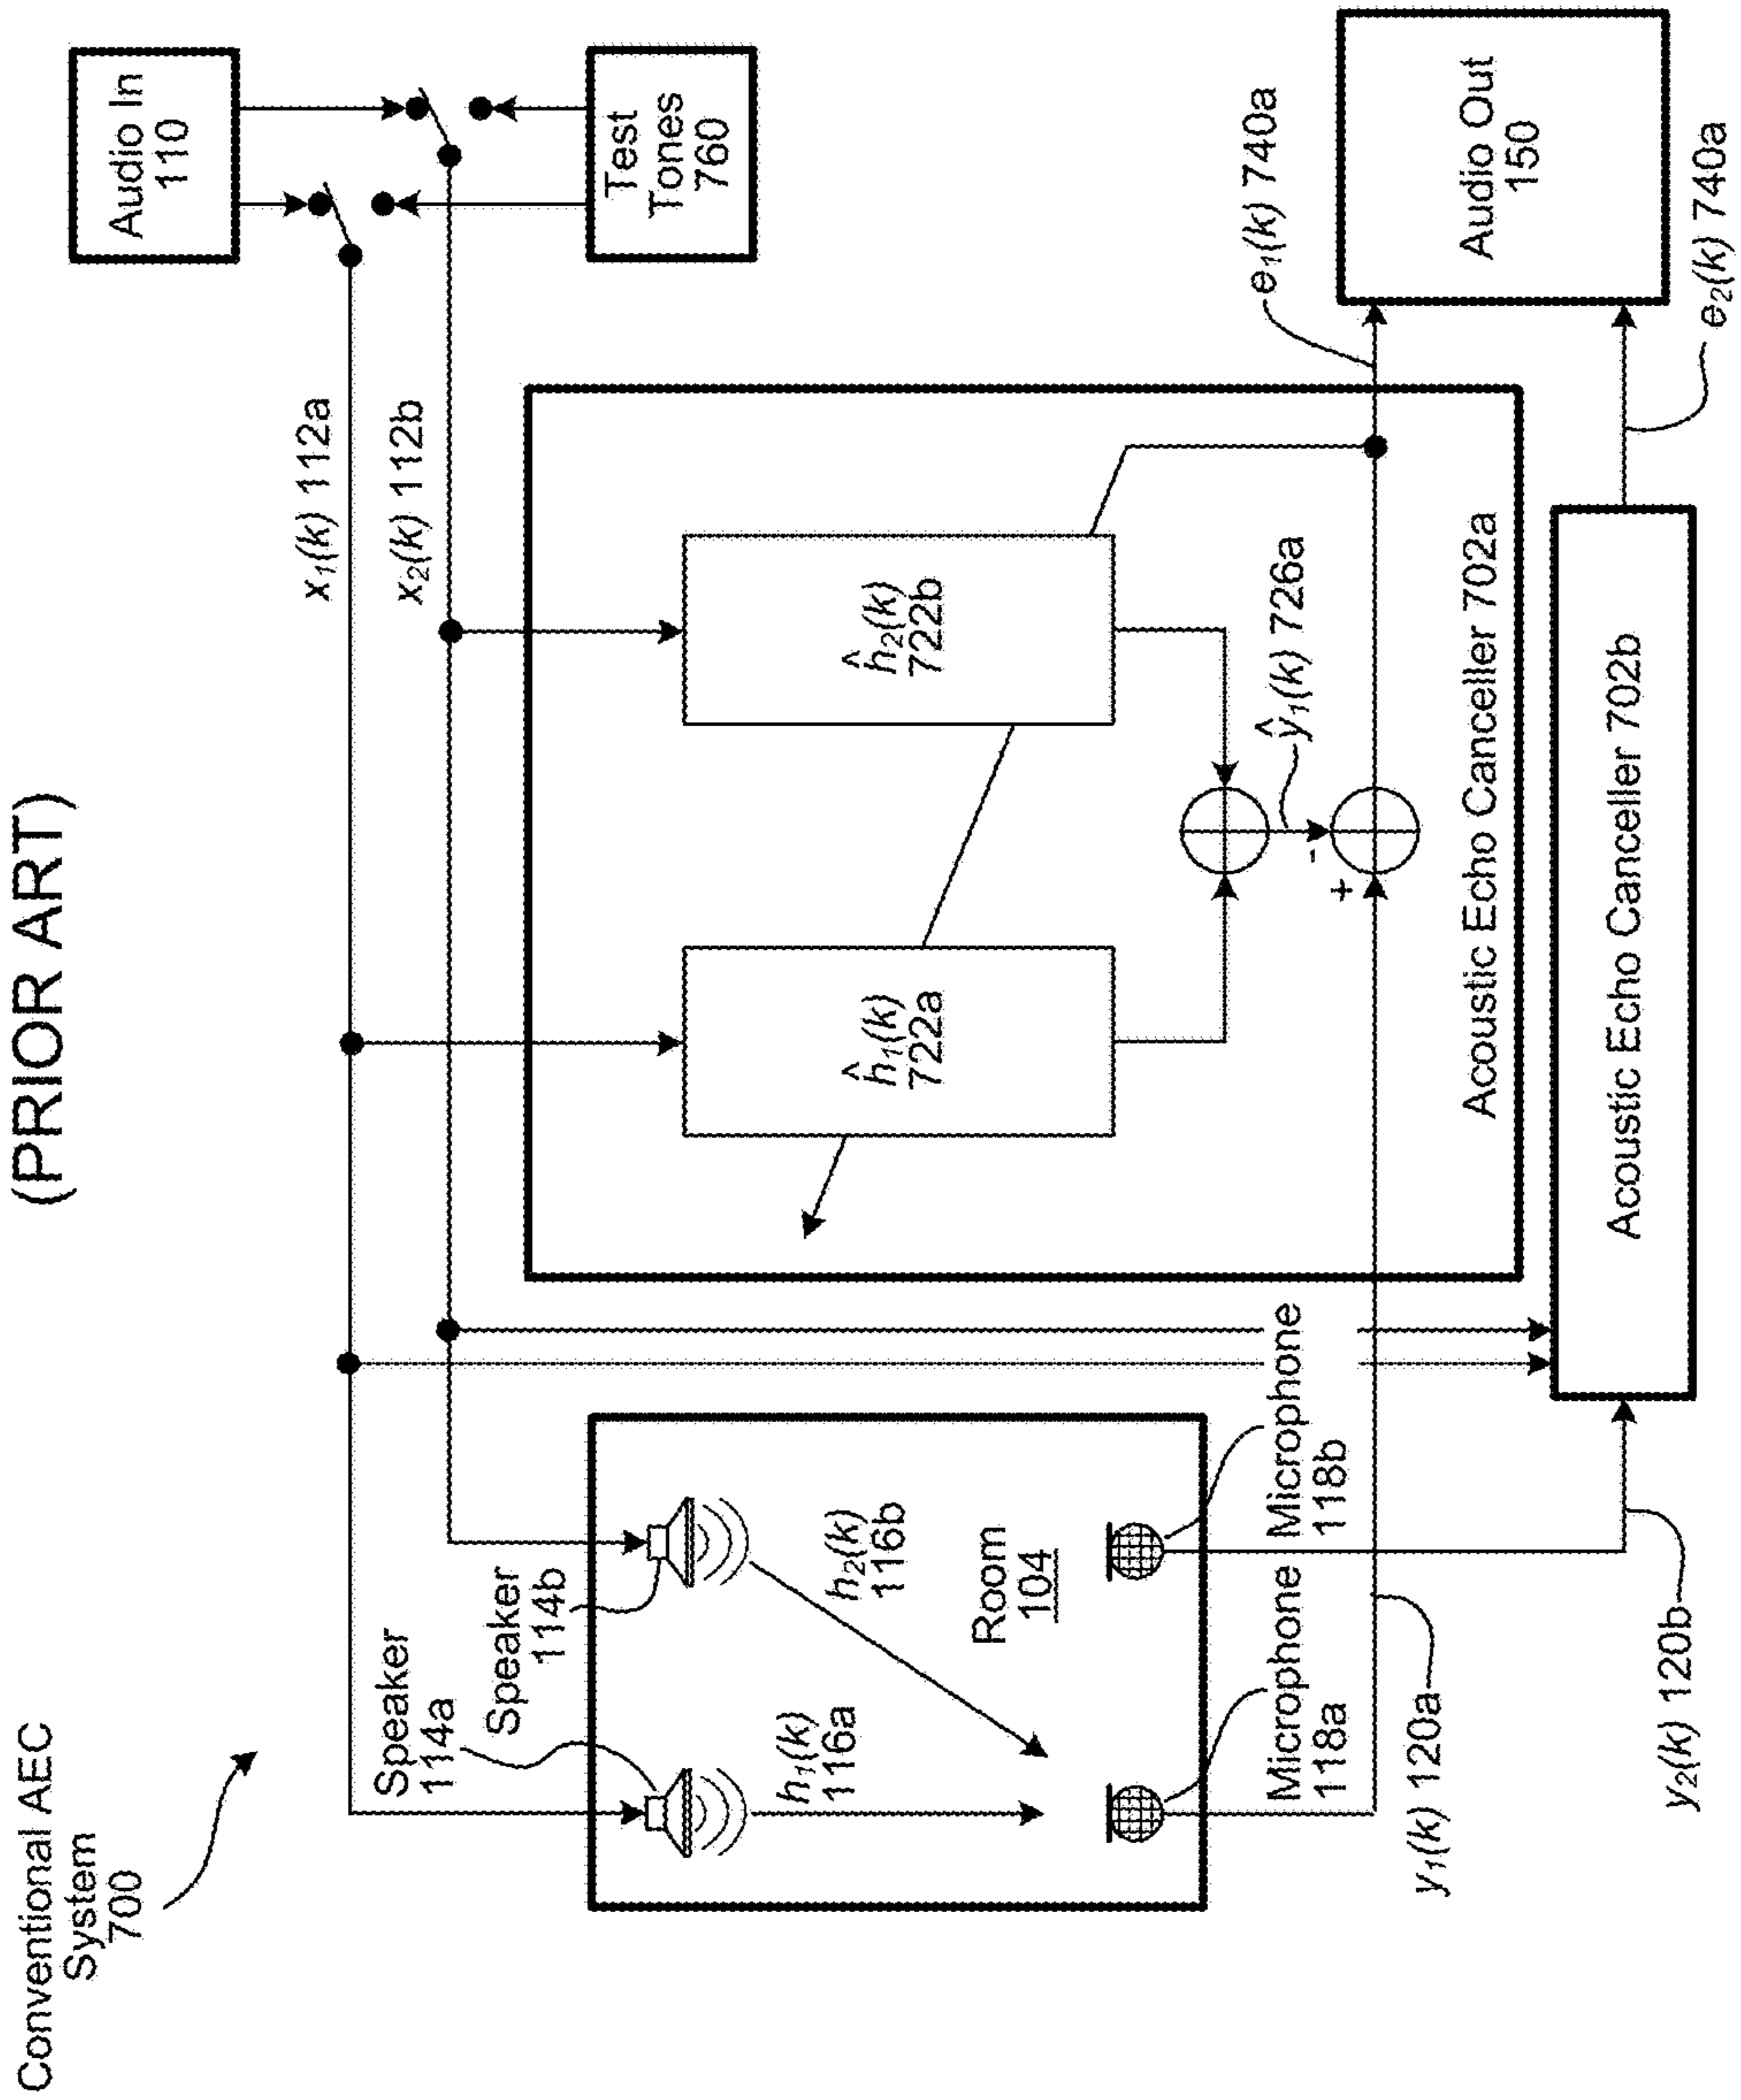 (PRIOR ART)
Conventional AEC
System
700
Audio In
110
Test
Tones
760
x₁(k) 112a
x₂(k) 112b
Speaker
114a
Speaker
114b
h₁(k)
116a
h₂(k)
116b
Room
104
Microphone
118a
Microphone
118b
y₁(k) 120a
y₂(k) 120b
ĥ₁(k)
722a
ĥ₂(k)
722b
ŷ₁(k) 726a
+
-
Acoustic Echo Canceller 702a
Acoustic Echo Canceller 702b
e₁(k) 740a
e₂(k) 740a
Audio Out
150